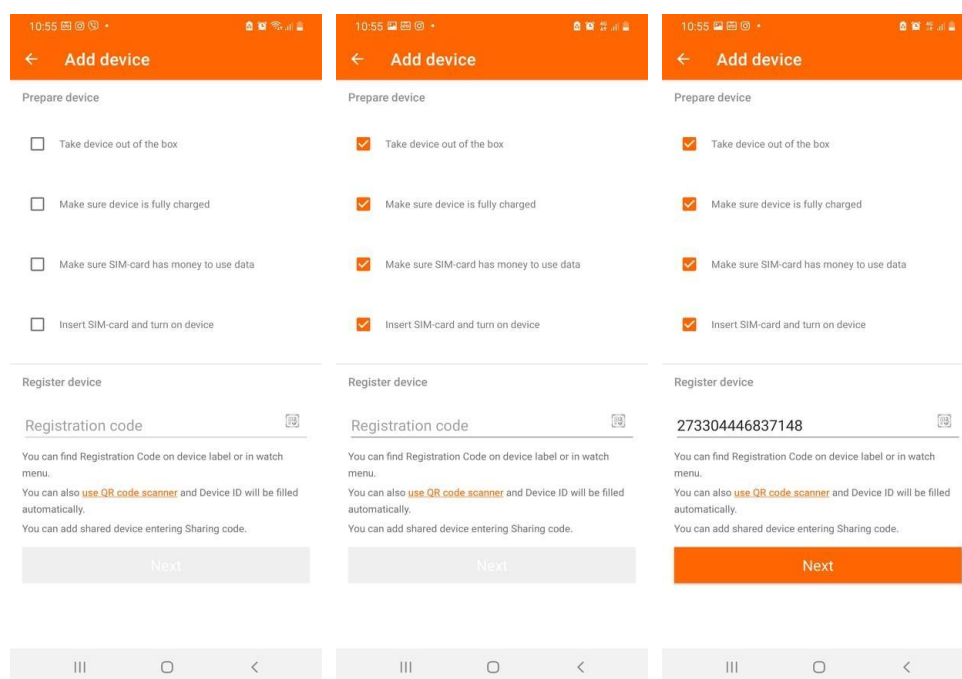 10:55
Add device
Prepare device
Take device out of the box
Make sure device is fully charged
Make sure SIM-card has money to use data
Insert SIM-card and turn on device
Register device
Registration code
You can find Registration Code on device label or in watch
menu.
You can also use QR code scanner and Device ID will be filled
automatically.
You can add shared device entering Sharing code.
Next
10:55
Add device
Prepare device
Take device out of the box
Make sure device is fully charged
Make sure SIM-card has money to use data
Insert SIM-card and turn on device
Register device
Registration code
You can find Registration Code on device label or in watch
menu.
You can also use QR code scanner and Device ID will be filled
automatically.
You can add shared device entering Sharing code.
Next
10:55
Add device
Prepare device
Take device out of the box
Make sure device is fully charged
Make sure SIM-card has money to use data
Insert SIM-card and turn on device
Register device
273304446837148
You can find Registration Code on device label or in watch
menu.
You can also use QR code scanner and Device ID will be filled
automatically.
You can add shared device entering Sharing code.
Next